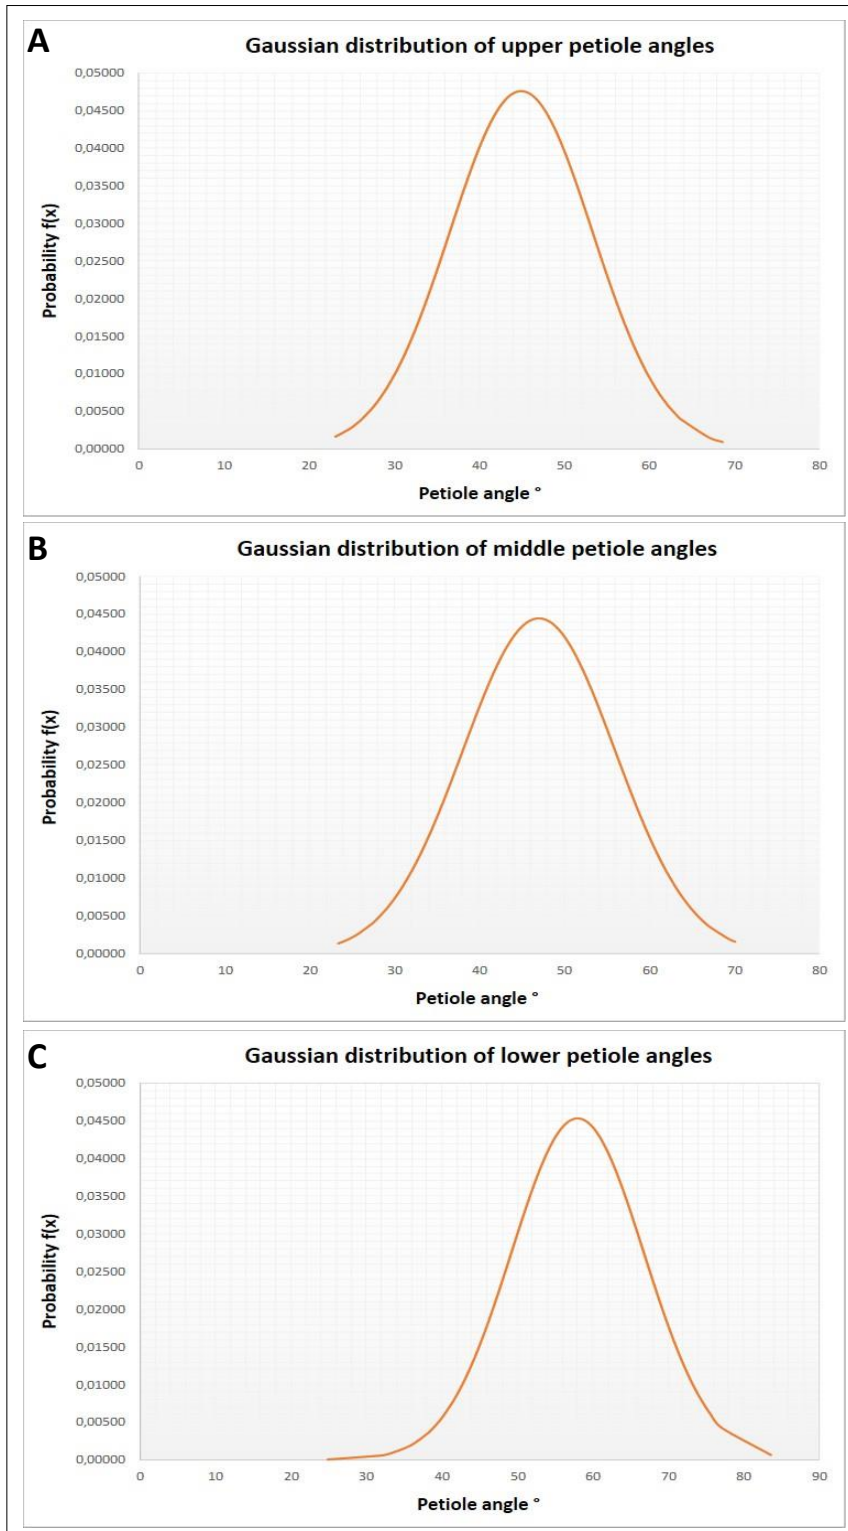 A
Gaussian distribution of upper petiole angles
0,05000
0,04500
0,04000
0,03500
0,03000
0,02500
0,02000
0,01500
0,01000
0,00500
0,00000
Probability f(x)
0 10 20 30 40 50 60 70 80
Petiole angle °
B
Gaussian distribution of middle petiole angles
0,05000
0,04500
0,04000
0,03500
0,03000
0,02500
0,02000
0,01500
0,01000
0,00500
0,00000
Probability f(x)
0 10 20 30 40 50 60 70 80
Petiole angle °
C
Gaussian distribution of lower petiole angles
0,05000
0,04500
0,04000
0,03500
0,03000
0,02500
0,02000
0,01500
0,01000
0,00500
0,00000
Probability f(x)
0 10 20 30 40 50 60 70 80 90
Petiole angle °